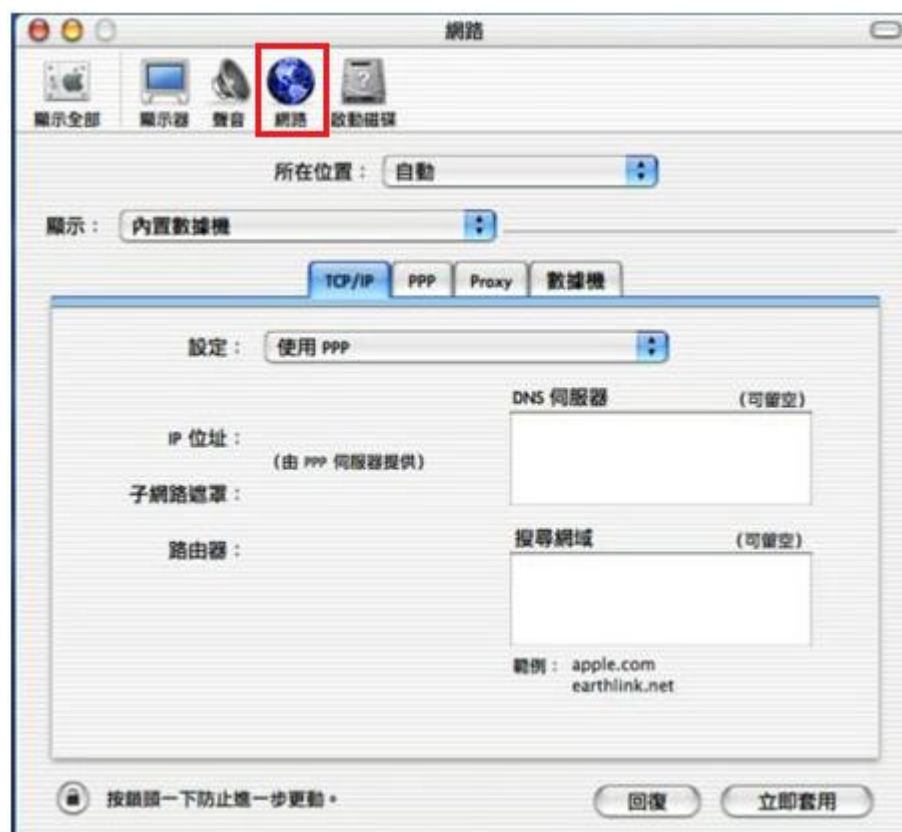 網路
顯示全部 顯示器 聲音 網路 啟動磁碟
所在位置： 自動
顯示： 內置數據機
TCP/IP PPP Proxy 數據機
設定： 使用 PPP
DNS 伺服器 (可留空)
IP 位址：
(由 PPP 伺服器提供)
子網路遮罩：
路由器：
搜尋網域 (可留空)
範例： apple.com
earthlink.net
按鎖頭一下防止進一步更動。
回復 立即套用